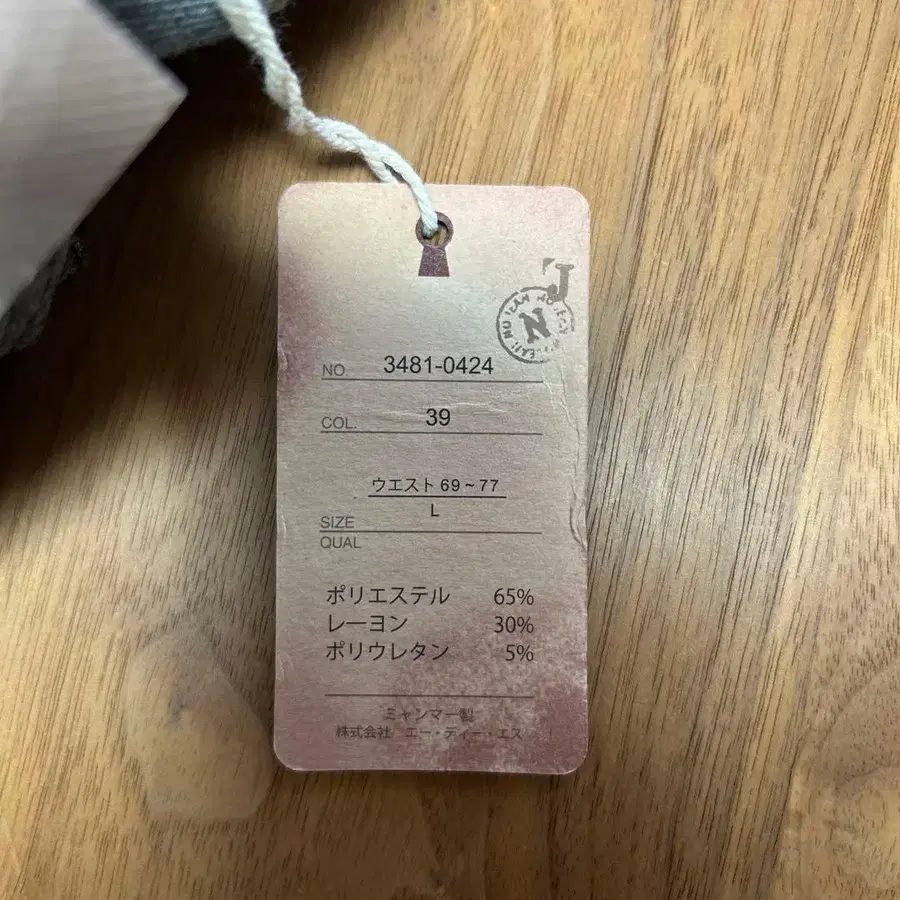 J
N
NO. 3481-0424
COL. 39
ウエスト 69~77
L
SIZE
QUAL
ポリエステル 65%
レーヨン 30%
ポリウレタン 5%
ミャンマー製
株式会社 エー・ディー・エス